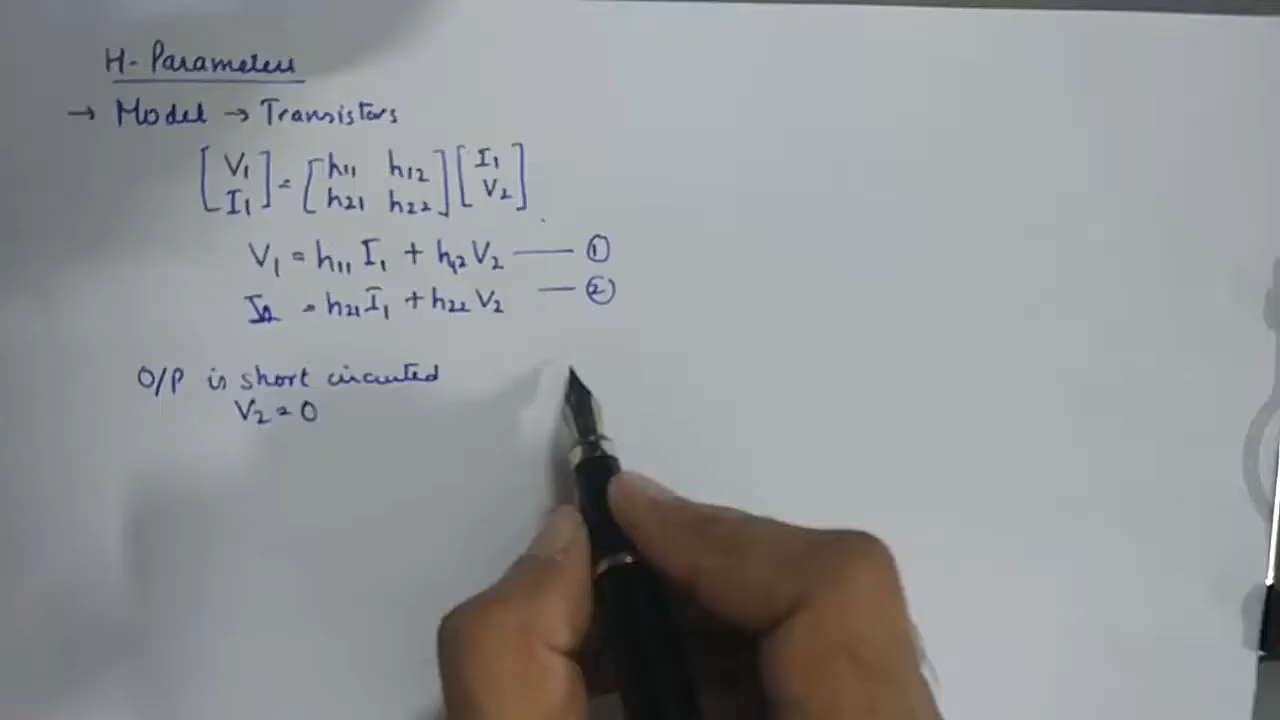 H- Parameters
→ Model → Transistors
[V1 I1] = [h11 h12 h21 h22] [I1 V2]
V1 = h11 I1 + h12 V2 —— ①
I2 = h21 I1 + h22 V2 — ②
O/P is short circuited
V2 = 0